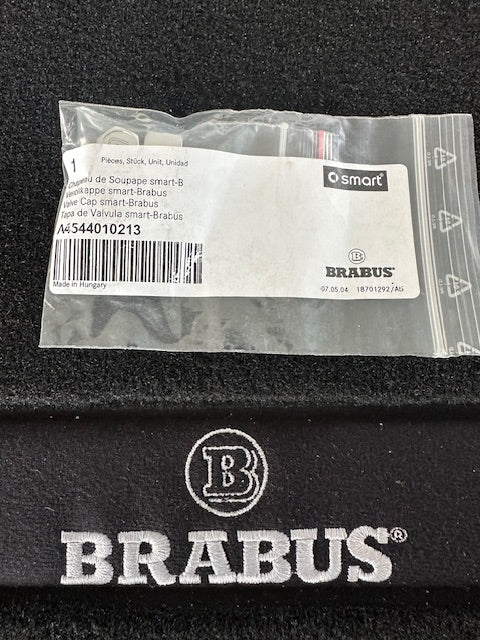 1 Pièces, Stück, Unit, Unidad
Chapeau de Soupape smart-B
Ventilkappe smart-Brabus
Valve Cap smart-Brabus
Tapa de Valvula smart-Brabus
A4544010213
Made in Hungary
smart
B
BRABUS
07.05.04 18701292/Ati
B
BRABUS®